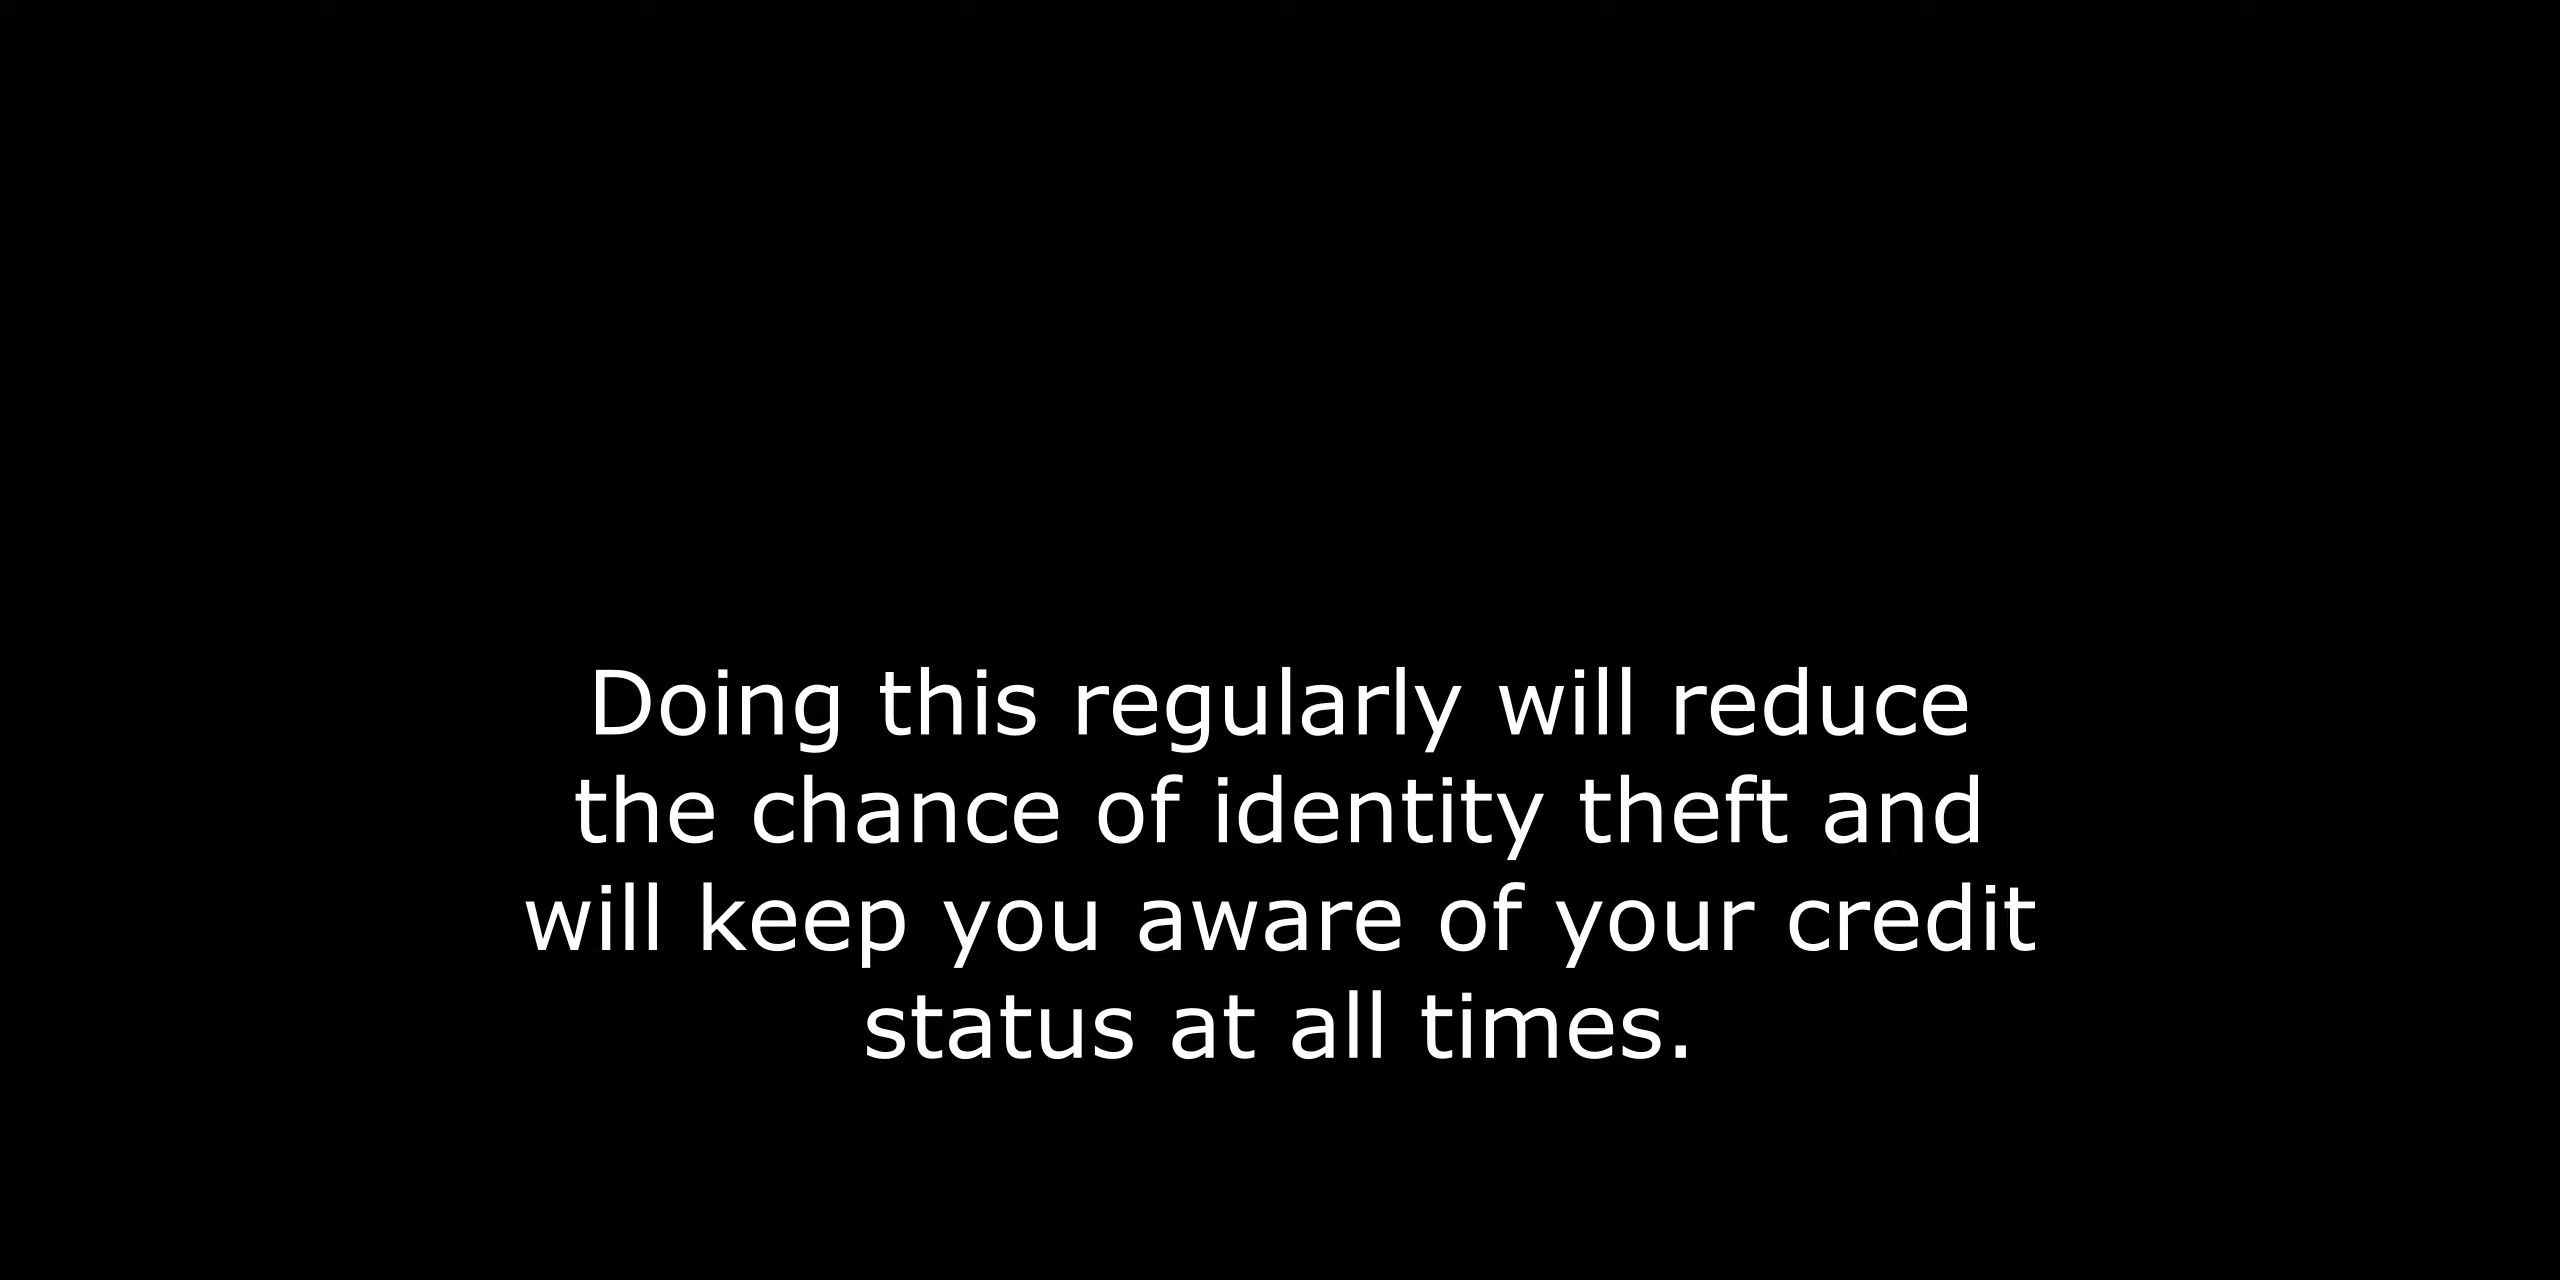 Doing this regularly will reduce
the chance of identity theft and
will keep you aware of your credit
status at all times.